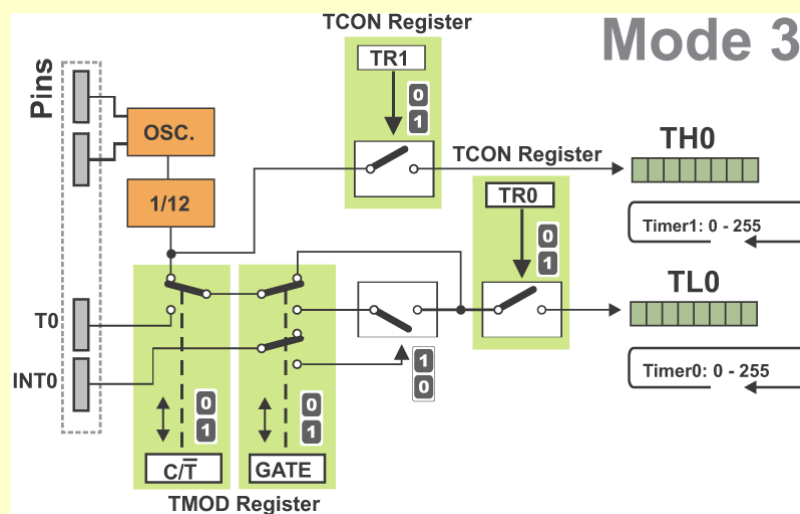 Mode 3
TCON Register
Pins
TR1
0
1
OSC.
TH0
TCON Register
1/12
TR0
Timer1: 0 - 255
0
1
TL0
T0
INT0
1
0
Timer0: 0 - 255
0
1
0
1
C/T̅
GATE
TMOD Register